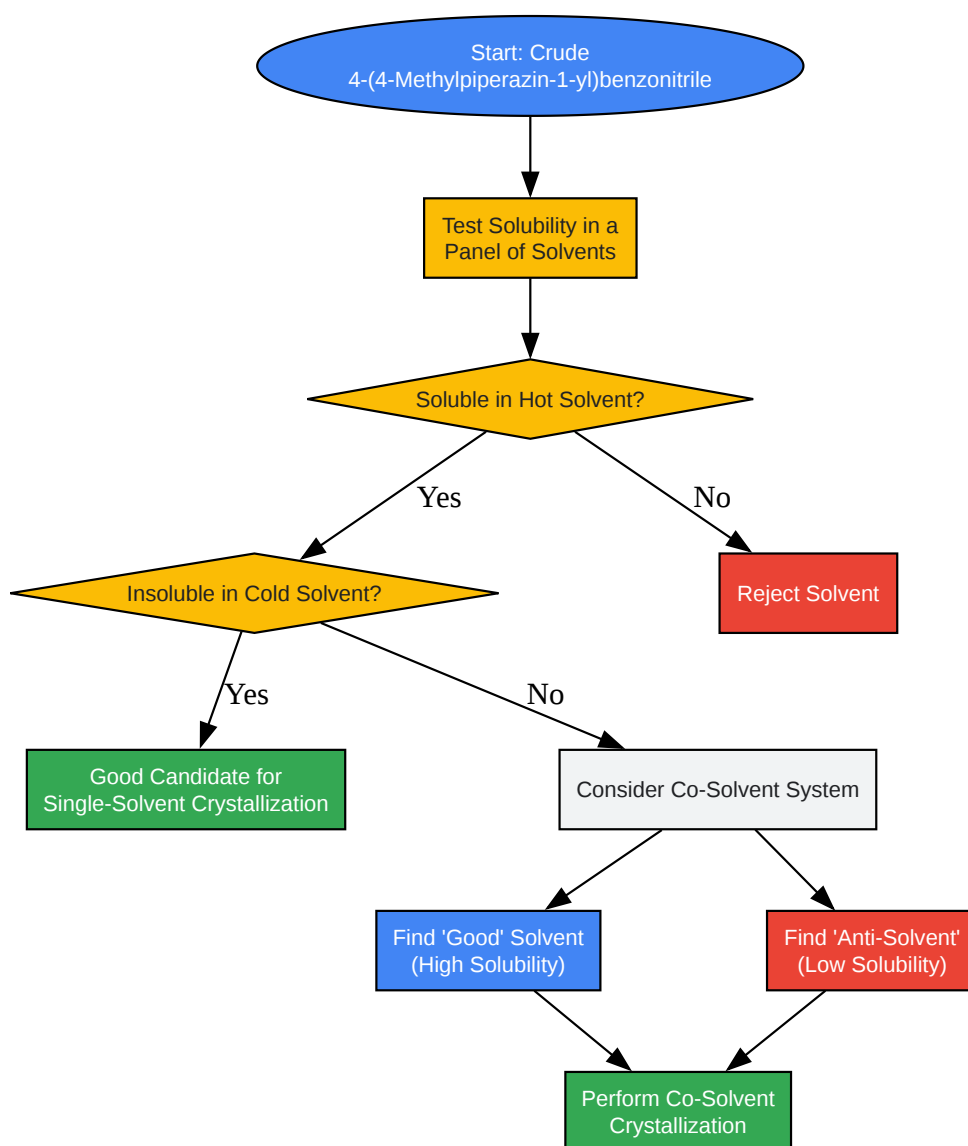 Start: Crude
4-(4-Methylpiperazin-1-yl)benzonitrile
Test Solubility in a
Panel of Solvents
Soluble in Hot Solvent?
Yes
No
Insoluble in Cold Solvent?
Reject Solvent
Yes
No
Good Candidate for
Single-Solvent Crystallization
Consider Co-Solvent System
Find 'Good' Solvent
(High Solubility)
Find 'Anti-Solvent'
(Low Solubility)
Perform Co-Solvent
Crystallization